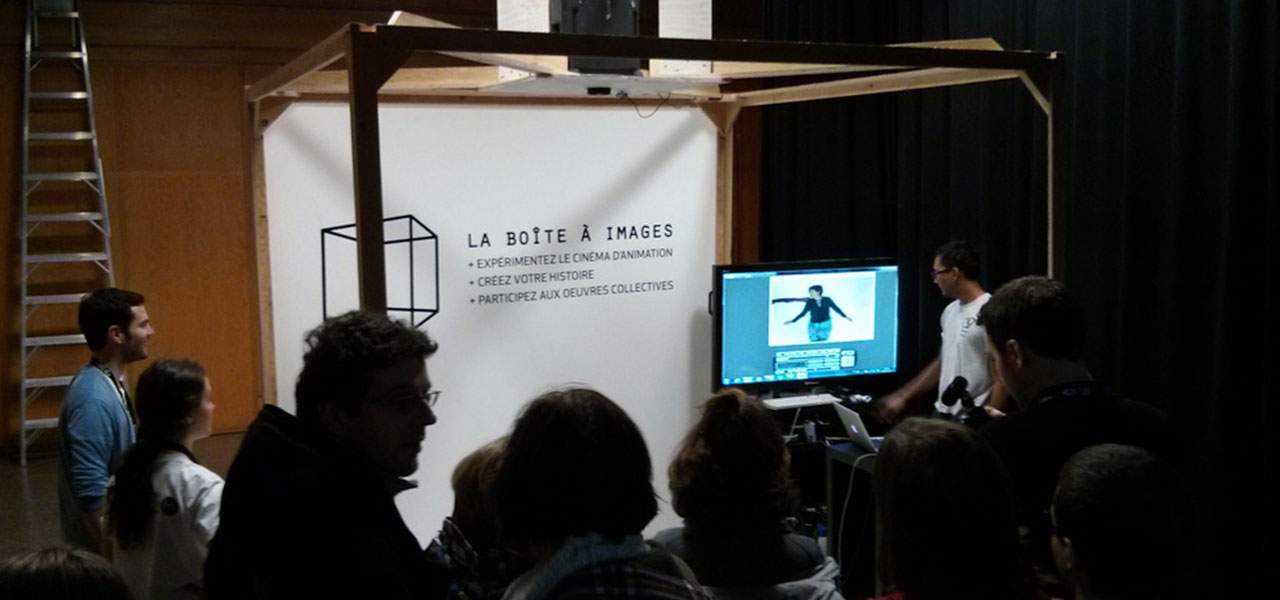 LA BOÎTE À IMAGES
+ EXPÉRIMENTEZ LE CINÉMA D'ANIMATION
+ CRÉEZ VOTRE HISTOIRE
+ PARTICIPEZ AUX OEUVRES COLLECTIVES